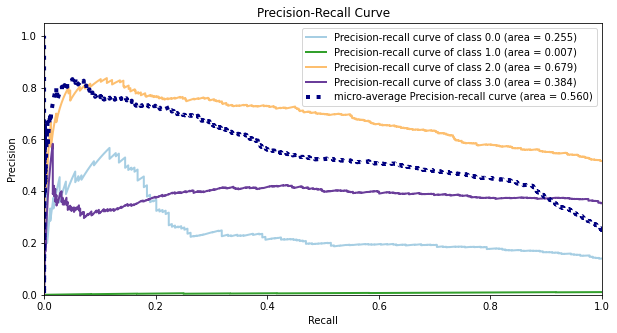 Precision-Recall Curve
Precision-recall curve of class 0.0 (area = 0.255)
Precision-recall curve of class 1.0 (area = 0.007)
Precision-recall curve of class 2.0 (area = 0.679)
Precision-recall curve of class 3.0 (area = 0.384)
micro-average Precision-recall curve (area = 0.560)
Precision
1.0
0.8
0.6
0.4
0.2
0.0
0.0 0.2 0.4 0.6 0.8 1.0
Recall